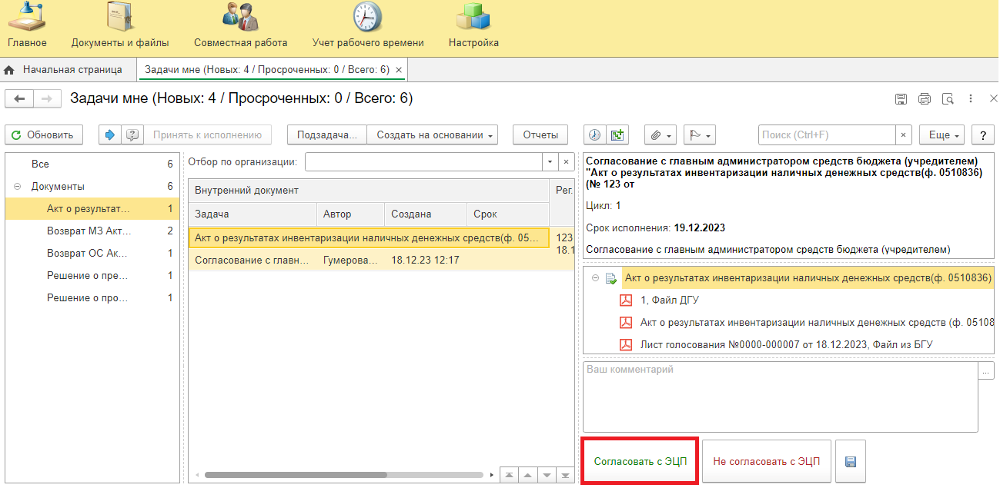 Главное
Документы и файлы
Совместная работа
Учет рабочего времени
Настройка
Начальная страница
Задачи мне (Новых: 4 / Просроченных: 0 / Всего: 6) ×
Задачи мне (Новых: 4 / Просроченных: 0 / Всего: 6)
Обновить
Принять к исполнению
Подзадача...
Создать на основании
Отчеты
Поиск (Ctrl+F)
×
Еще
?
Все 6
Документы 6
Акт о результат... 1
Возврат МЗ Акт... 2
Возврат ОС Ак... 1
Решение о пре... 1
Решение о про... 1
Отбор по организации:
×
Внутренний документ
Рег.
Задача
Автор
Создана
Срок
Акт о результатах инвентаризации наличных денежных средств(ф. 05...
123
18.1
Согласование с главн...
Гумерова...
18.12.23 12:17
Согласование с главным администратором средств бюджета (учредителем)
"Акт о результатах инвентаризации наличных денежных средств(ф. 0510836)
(№ 123 от
Цикл: 1
Срок исполнения: 19.12.2023
Согласование с главным администратором средств бюджета (учредителем)
Акт о результатах инвентаризации наличных денежных средств(ф. 0510836)
1, Файл ДГУ
Акт о результатах инвентаризации наличных денежных средств (ф. 05108
Лист голосования №0000-000007 от 18.12.2023, Файл из БГУ
Ваш комментарий
...
Согласовать с ЭЦП
Не согласовать с ЭЦП